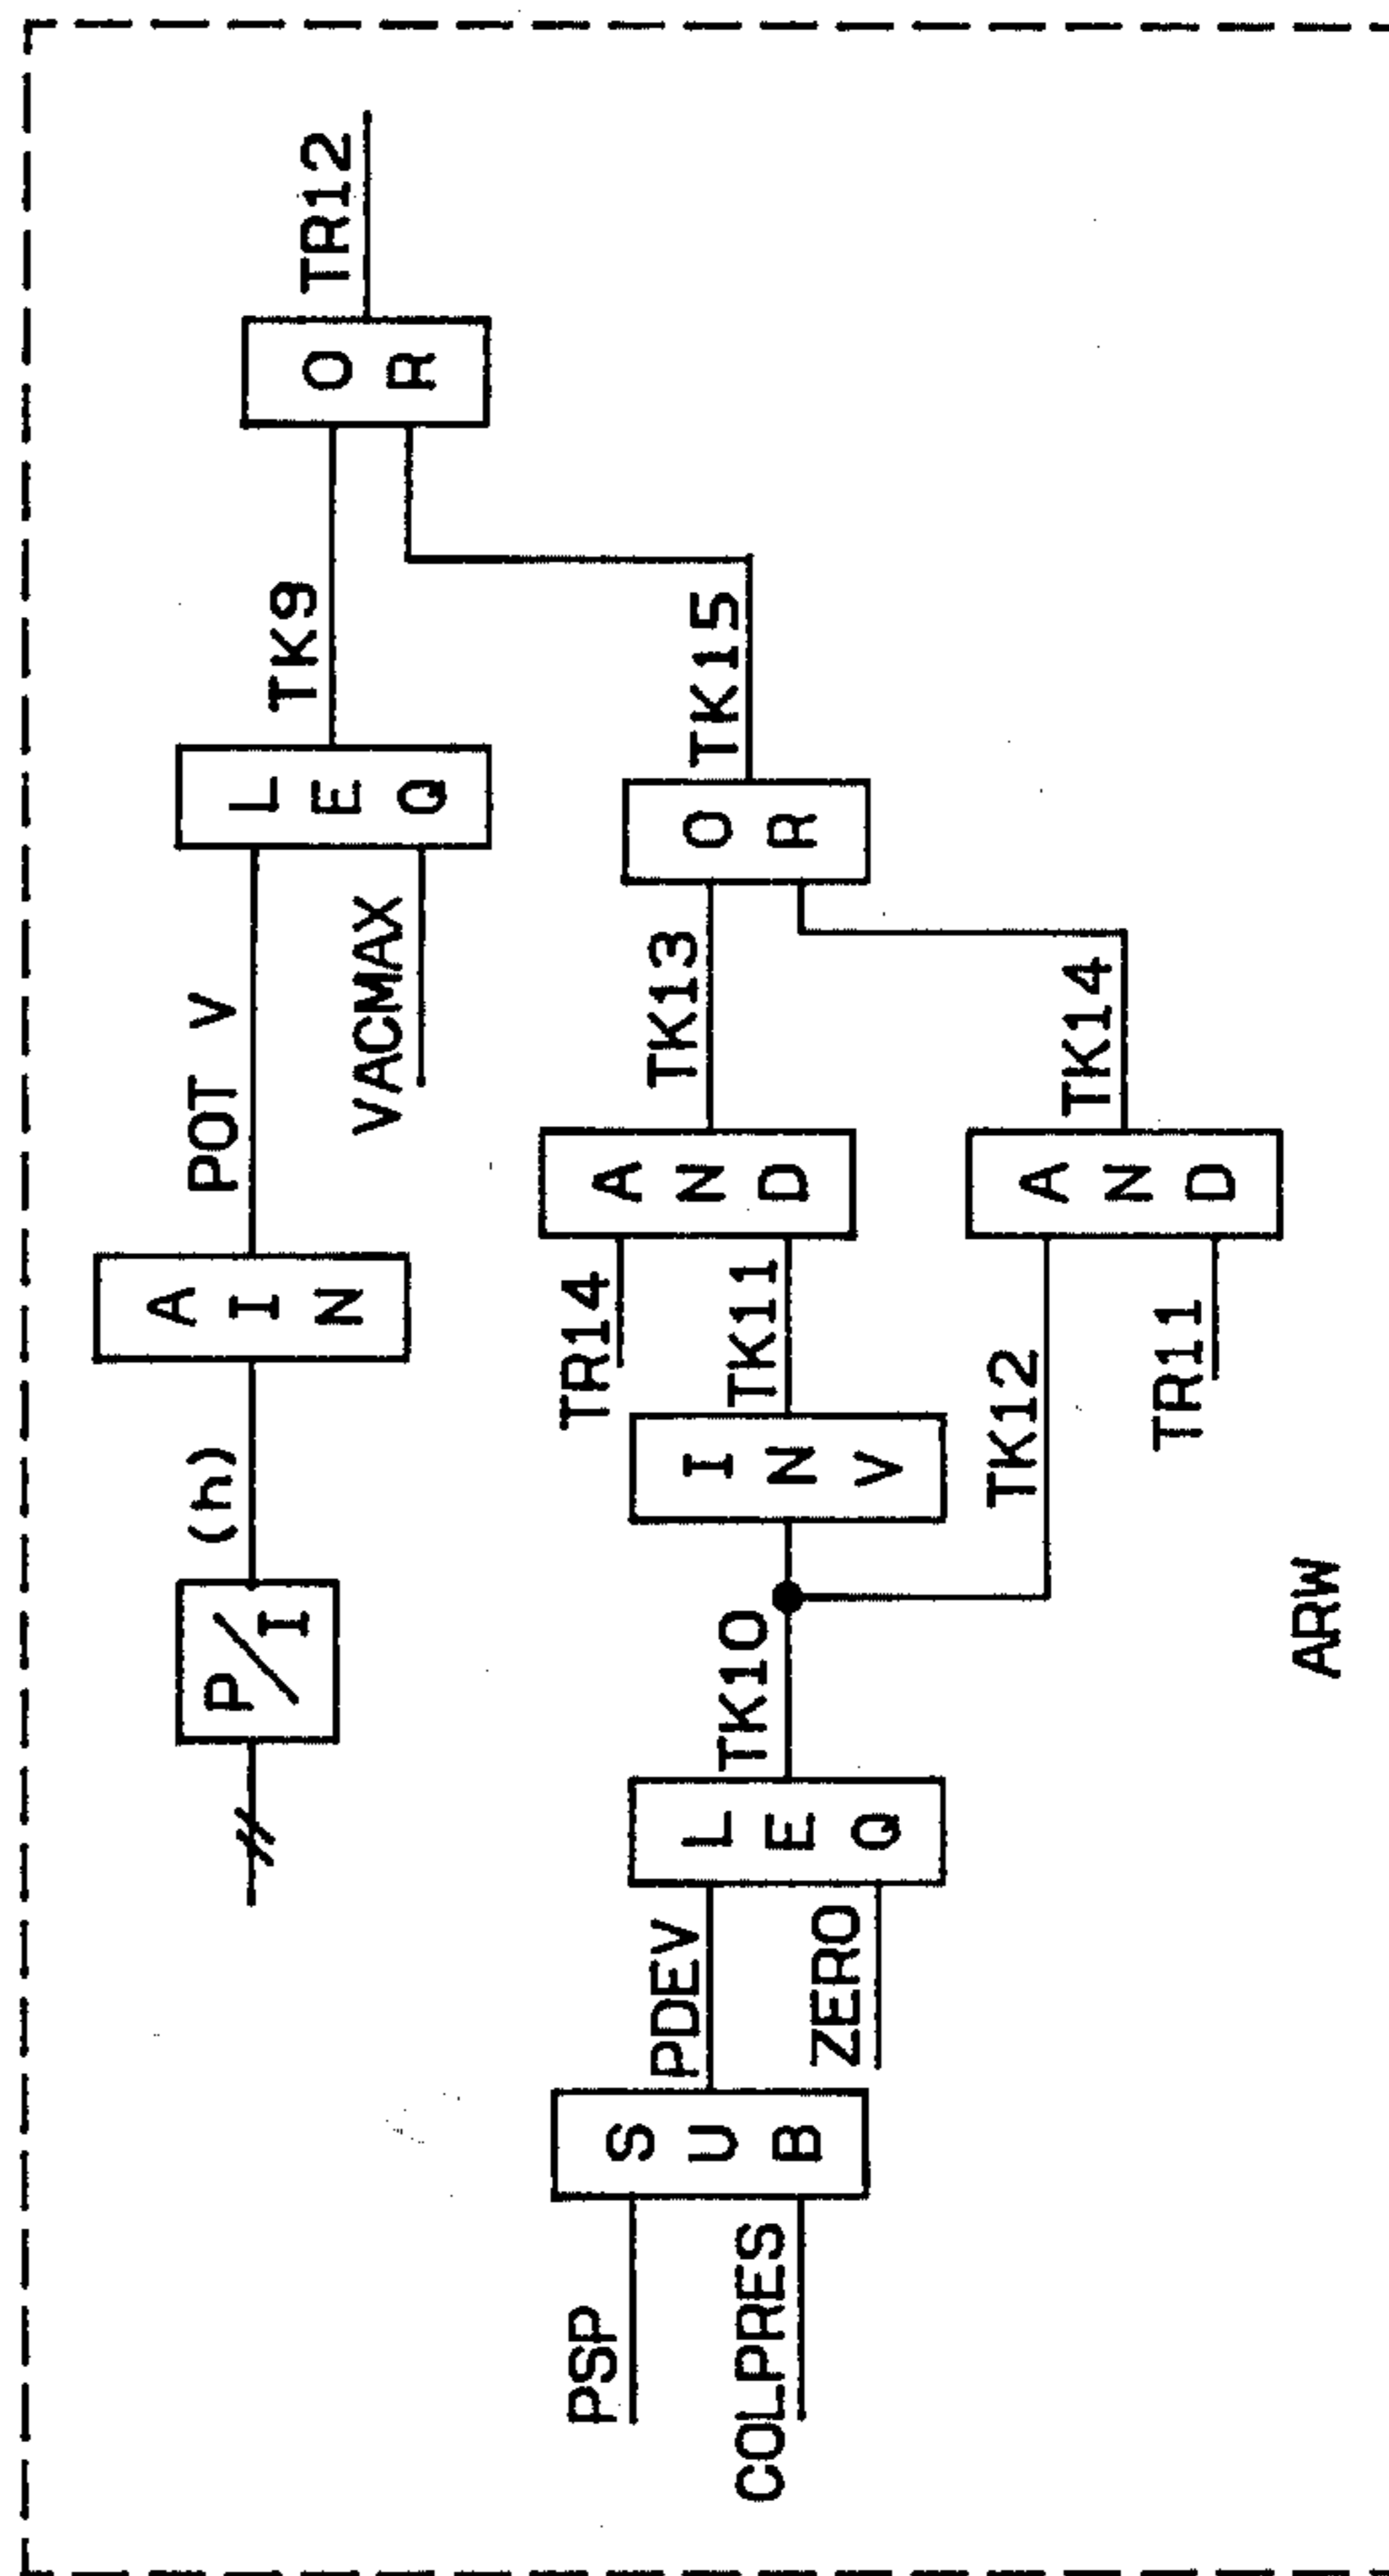 P/I
(h)
AIN
POT V
VACMAX
LEQ
TK9
OR
TR12
PSP
COLPRES
SUB
PDEV
ZERO
LEQ
TK10
INV
TR14
TK11
AND
TK13
OR
TK15
TK12
TR11
AND
TK14
ARW